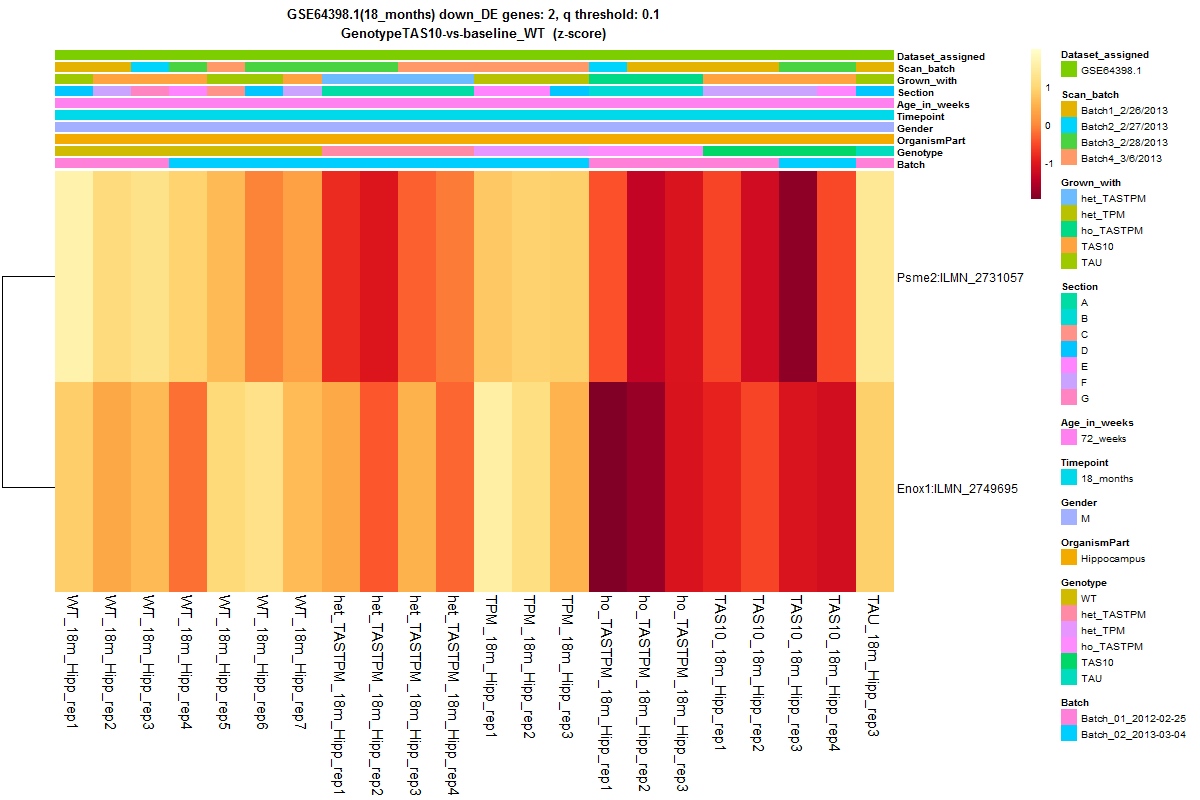 GSE64398.1(18_months) down_DE genes: 2, q threshold: 0.1
GenotypeTAS10-vs-baseline_WT (z-score)
Dataset_assigned
Scan_batch
Grown_with
Section
Age_in_weeks
Timepoint
Gender
OrganismPart
Genotype
Batch
Psme2:ILMN_2731057
Enox1:ILMN_2749695
WT_18m_Hipp_rep1
WT_18m_Hipp_rep2
WT_18m_Hipp_rep3
WT_18m_Hipp_rep4
WT_18m_Hipp_rep5
WT_18m_Hipp_rep6
WT_18m_Hipp_rep7
het_TASTPM_18m_Hipp_rep1
het_TASTPM_18m_Hipp_rep2
het_TASTPM_18m_Hipp_rep3
het_TASTPM_18m_Hipp_rep4
TPM_18m_Hipp_rep1
TPM_18m_Hipp_rep2
TPM_18m_Hipp_rep3
ho_TASTPM_18m_Hipp_rep1
ho_TASTPM_18m_Hipp_rep2
ho_TASTPM_18m_Hipp_rep3
TAS10_18m_Hipp_rep1
TAS10_18m_Hipp_rep2
TAS10_18m_Hipp_rep3
TAS10_18m_Hipp_rep4
TAU_18m_Hipp_rep3
1
0
-1
Dataset_assigned
GSE64398.1
Scan_batch
Batch1_2/26/2013
Batch2_2/27/2013
Batch3_2/28/2013
Batch4_3/6/2013
Grown_with
het_TASTPM
het_TPM
ho_TASTPM
TAS10
TAU
Section
A
B
C
D
E
F
G
Age_in_weeks
72_weeks
Timepoint
18_months
Gender
M
OrganismPart
Hippocampus
Genotype
WT
het_TASTPM
het_TPM
ho_TASTPM
TAS10
TAU
Batch
Batch_01_2012-02-25
Batch_02_2013-03-04